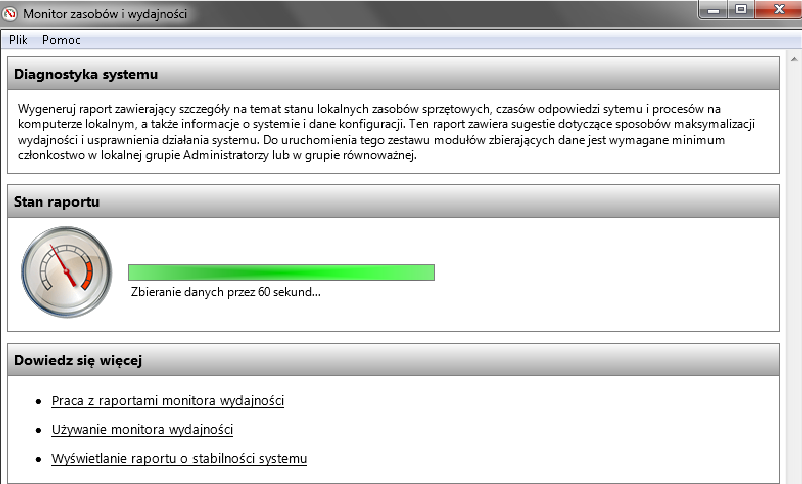 Monitor zasobów i wydajności
Plik Pomoc
Diagnostyka systemu
Wygeneruj raport zawierający szczegóły na temat stanu lokalnych zasobów sprzętowych, czasów odpowiedzi sytemu i procesów na
komputerze lokalnym, a także informacje o systemie i dane konfiguracji. Ten raport zawiera sugestie dotyczące sposobów maksymalizacji
wydajności i usprawnienia działania systemu. Do uruchomienia tego zestawu modułów zbierających dane jest wymagane minimum
członkostwo w lokalnej grupie Administratorzy lub w grupie równoważnej.
Stan raportu
Zbieranie danych przez 60 sekund...
Dowiedz się więcej
Praca z raportami monitora wydajności
Używanie monitora wydajności
Wyświetlanie raportu o stabilności systemu